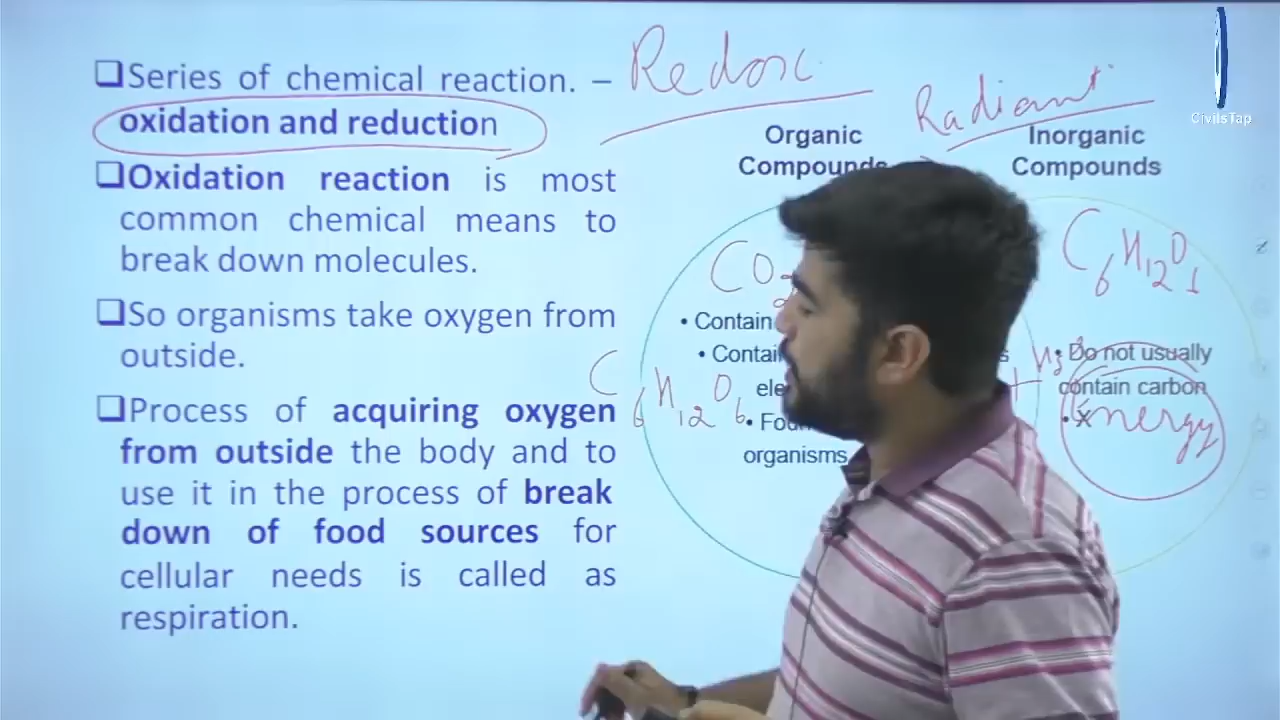 ❑Series of chemical reaction. – Redox
oxidation and reduction
❑Oxidation reaction is most
common chemical means to
break down molecules.
❑So organisms take oxygen from
outside.
❑Process of acquiring oxygen
from outside the body and to
use it in the process of break
down of food sources for
cellular needs is called as
respiration.
Radiant
CivilsTap
Organic
Compounds
Inorganic
Compounds
CO2
C6H12O
• Contain
• Contai
ele
• Fou
organisms
C6H12O6
• Do not usually
contain carbon
Energy